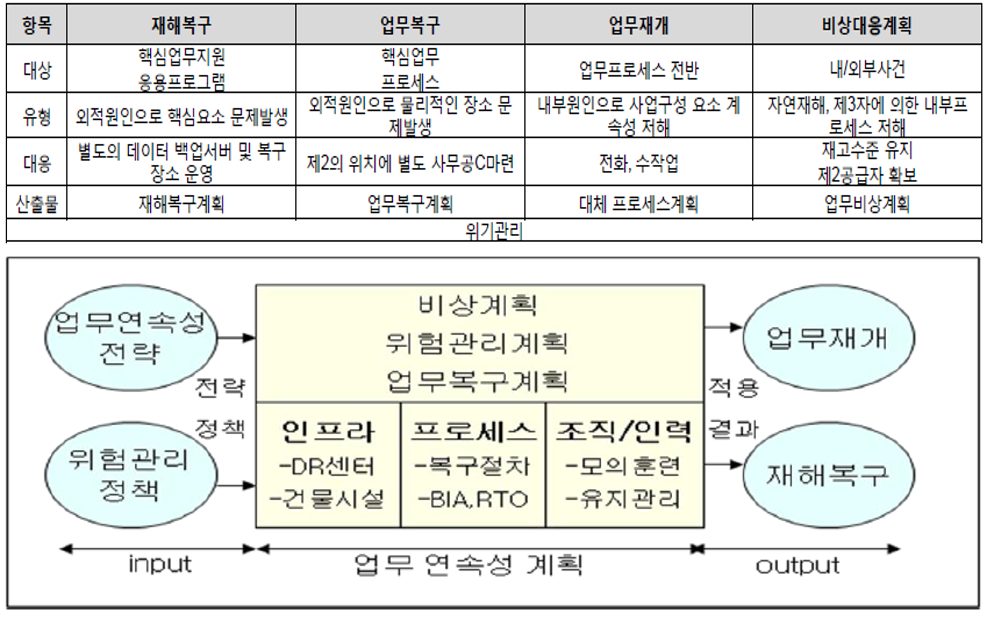 항목 재해복구 업무복구 업무재개 비상대응계획
대상 핵심업무지원 응용프로그램 핵심업무 프로세스 업무프로세스 전반 내/외부사건
유형 외적원인으로 핵심요소 문제발생 외적원인으로 물리적인 장소 문제발생 내부원인으로 사업구성 요소 계속성 저해 자연재해, 제3자에 의한 내부프로세스 저해
대응 별도의 데이터 백업서버 및 복구 장소 운영 제2의 위치에 별도 사무공C마련 전화, 수작업 재고수준 유지 제2공급자 확보
산출물 재해복구계획 업무복구계획 대체 프로세스계획 업무비상계획
위기관리
업무연속성
전략
위험관리
정책
전략
정책
비상계획
위험관리계획
업무복구계획
인프라
-DR센터
-건물시설
프로세스
-복구절차
-BIA,RTO
조직/인력
-모의훈련
-유지관리
적용
결과
업무재개
재해복구
input
업무 연속성 계획
output